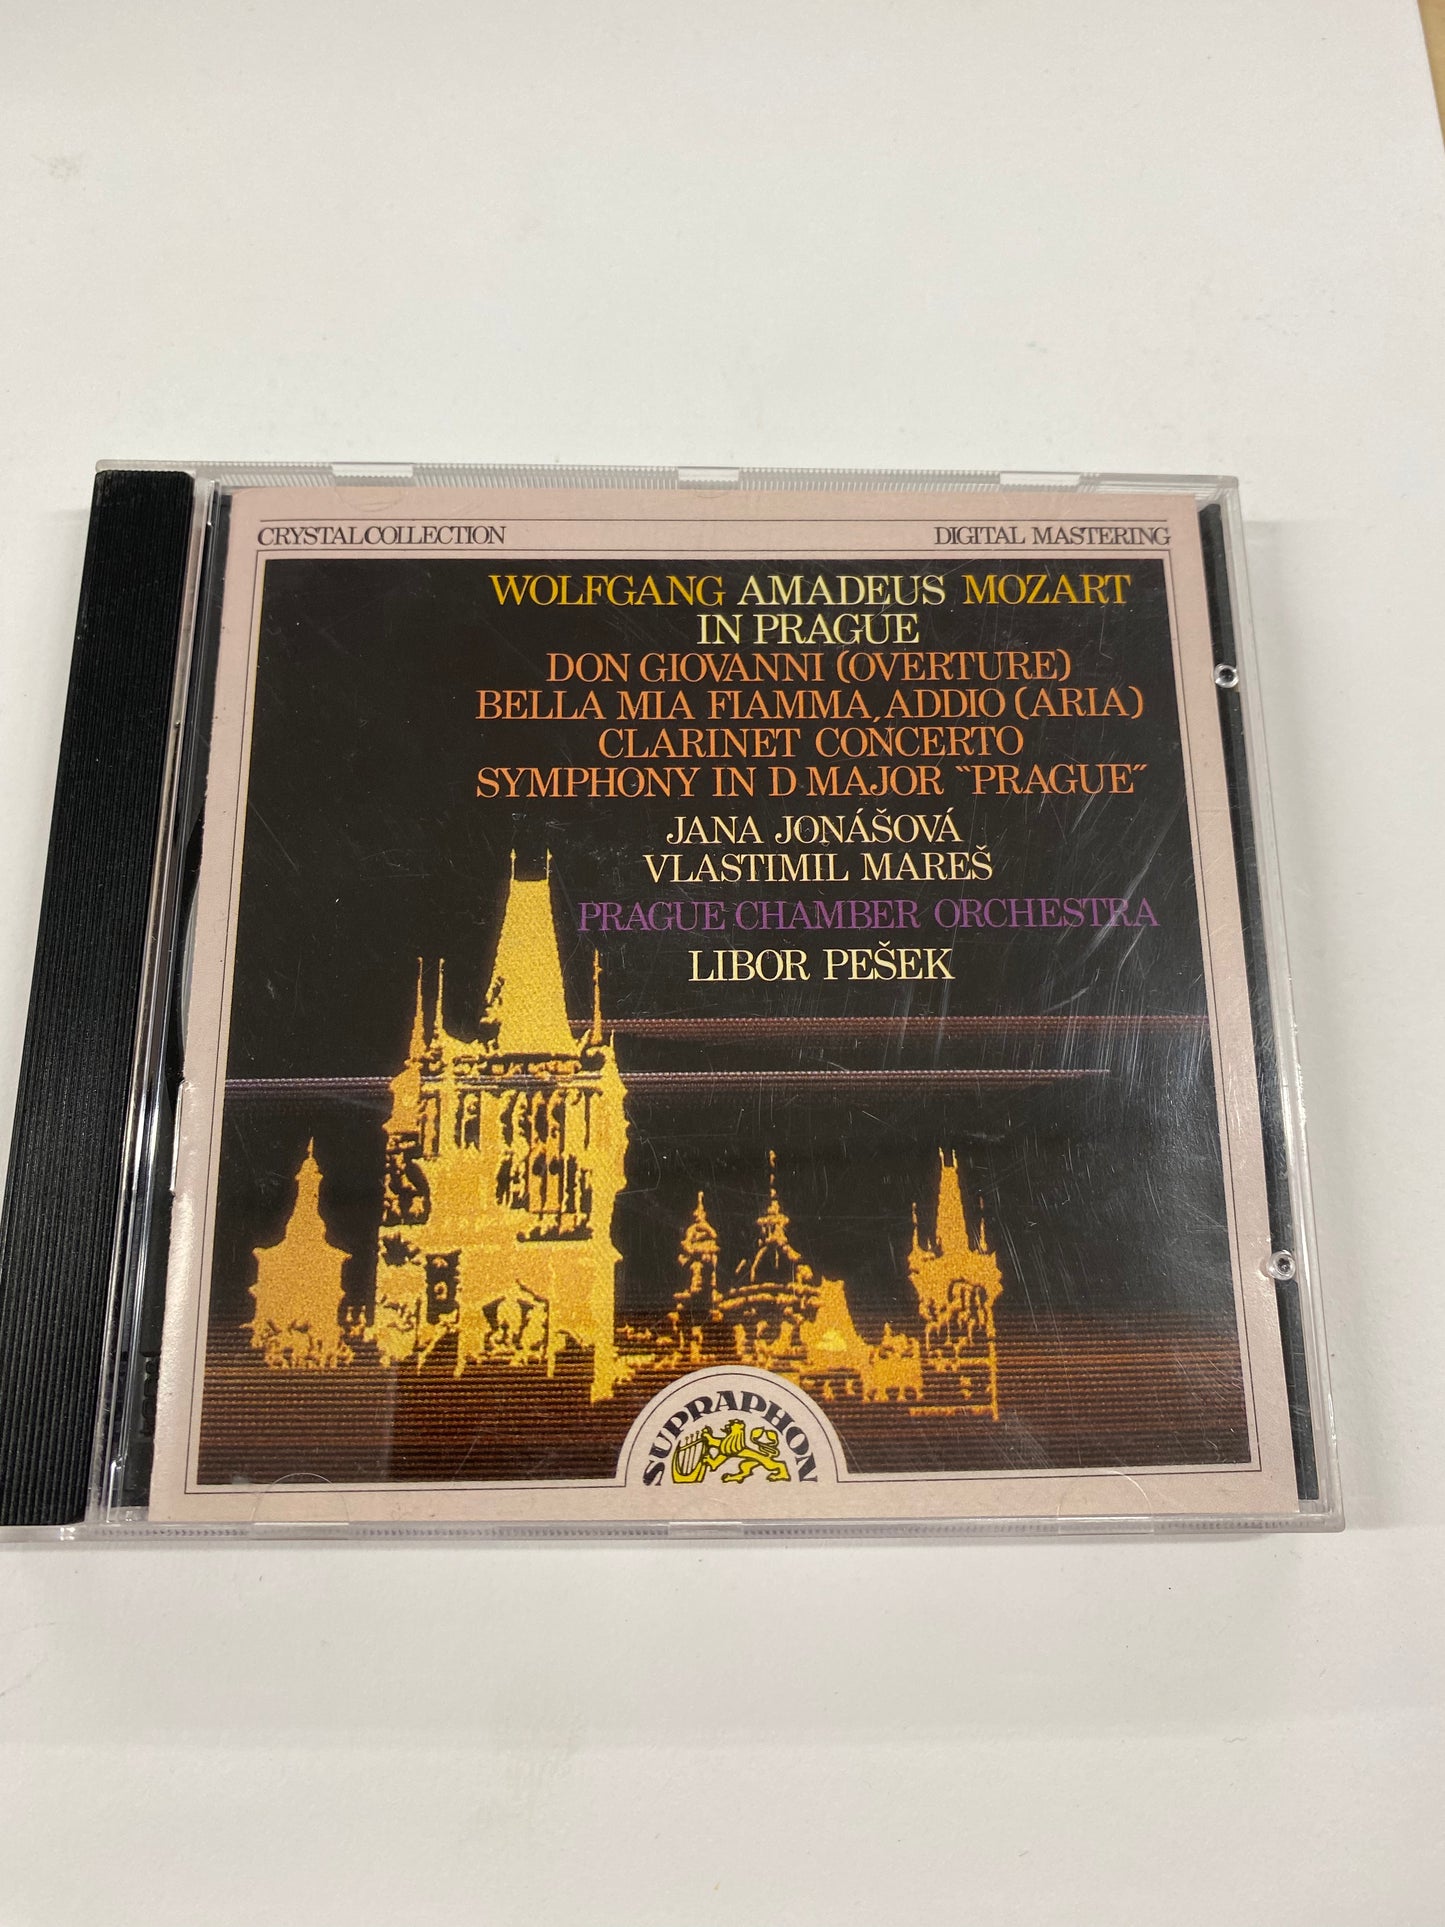 CRYSTAL COLLECTION
DIGITAL MASTERING
WOLFGANG AMADEUS MOZART
IN PRAGUE
DON GIOVANNI (OVERTURE)
BELLA MIA FIAMMA, ADDIO (ARIA)
CLARINET CONCERTO
SYMPHONY IN D MAJOR "PRAGUE"
JANA JONÁŠOVÁ
VLASTIMIL MAREŠ
PRAGUE CHAMBER ORCHESTRA
LIBOR PEŠEK
SUPRAPHON